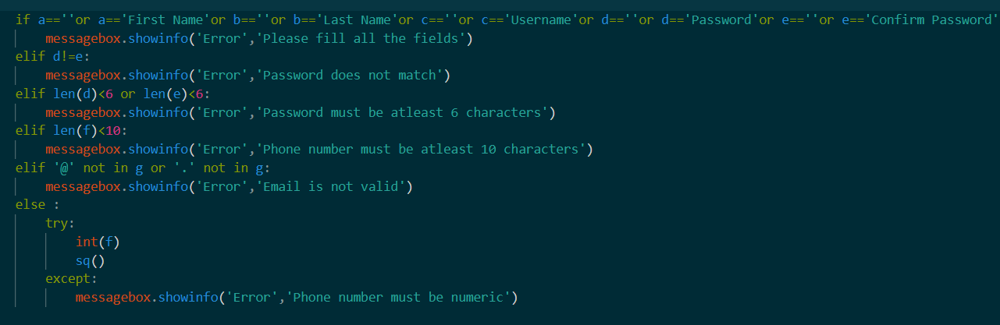 if a==''or a=='First Name'or b==''or b=='Last Name'or c==''or c=='Username'or d==''or d=='Password'or e==''or e=='Confirm Password'
    messagebox.showinfo('Error','Please fill all the fields')
elif d!=e:
    messagebox.showinfo('Error','Password does not match')
elif len(d)<6 or len(e)<6:
    messagebox.showinfo('Error','Password must be atleast 6 characters')
elif len(f)<10:
    messagebox.showinfo('Error','Phone number must be atleast 10 characters')
elif '@' not in g or '.' not in g:
    messagebox.showinfo('Error','Email is not valid')
else :
    try:
        int(f)
        sq()
    except:
        messagebox.showinfo('Error','Phone number must be numeric')